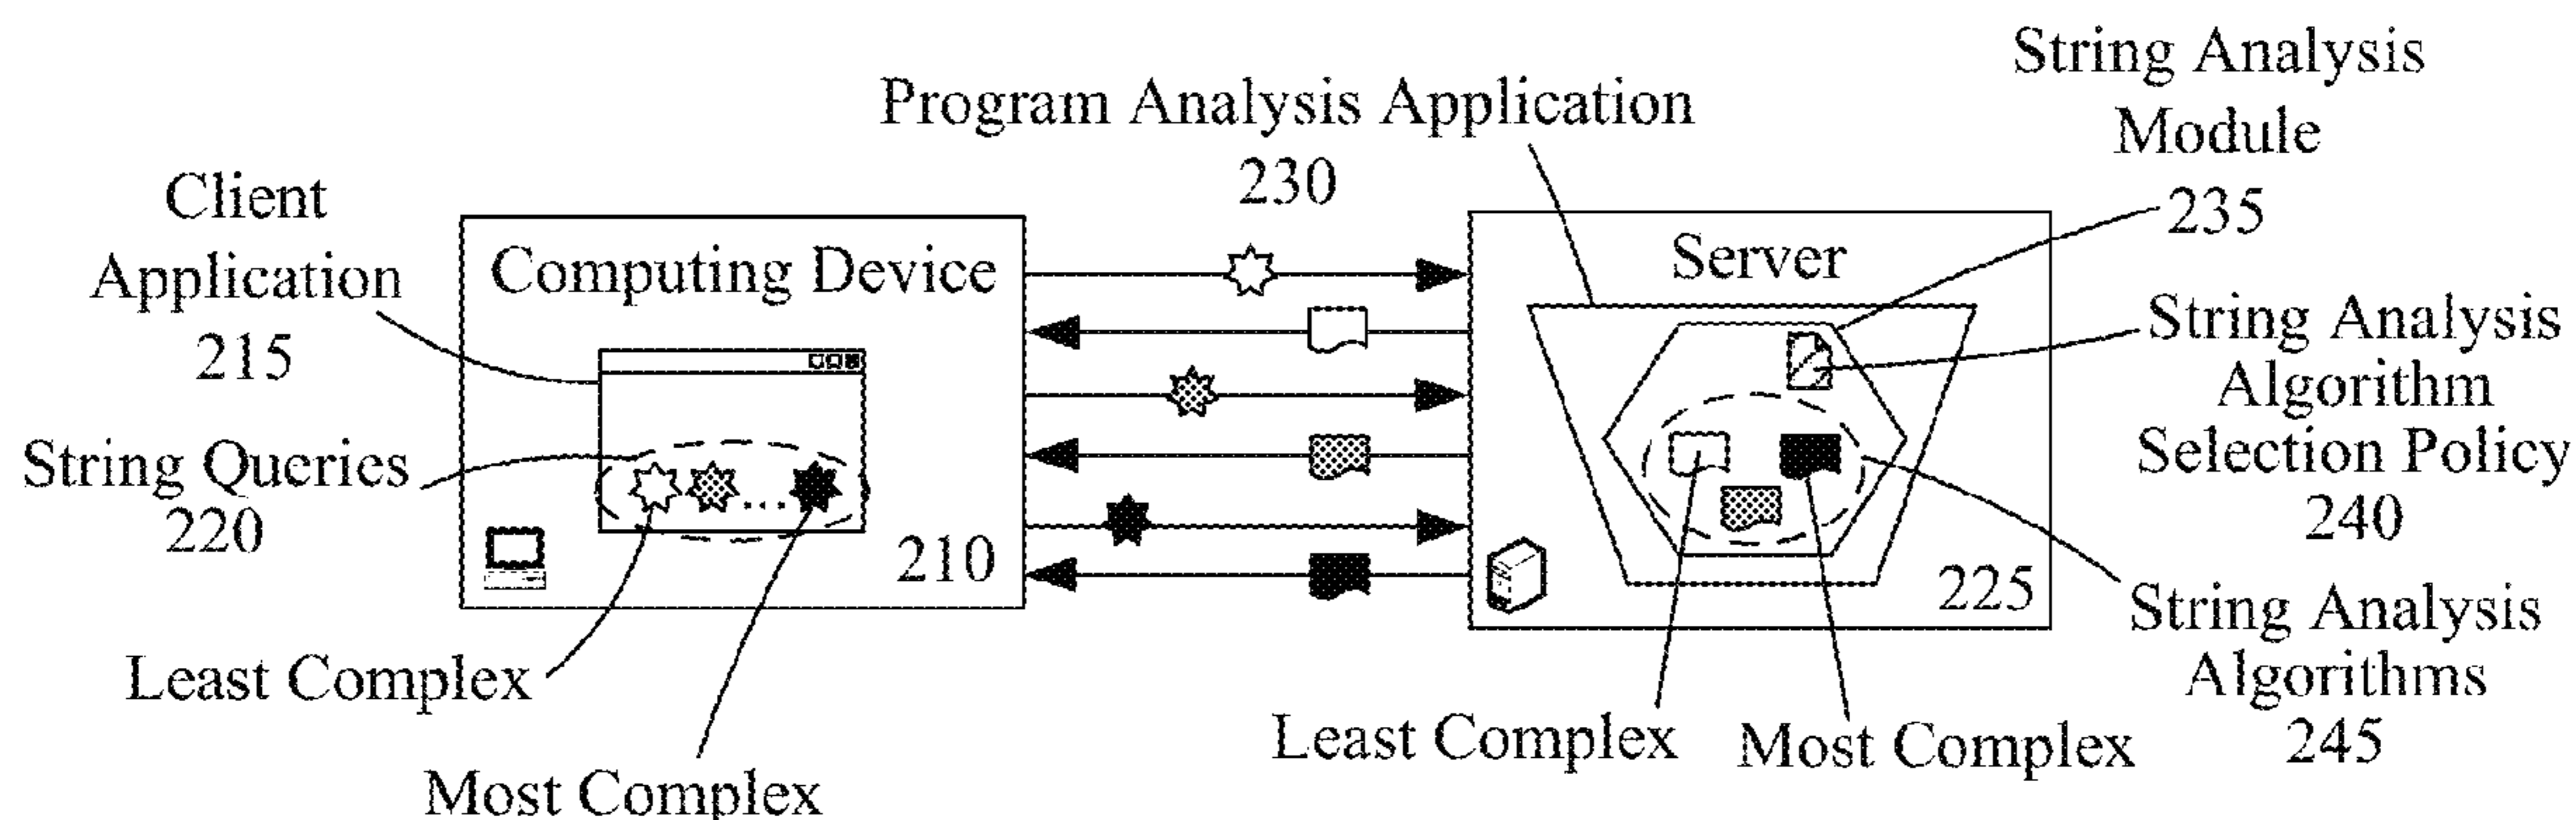 String Analysis
Module
235
Program Analysis Application
230
Client
Application
215
Computing Device
Server
String Analysis
Algorithm
Selection Policy
240
String Queries
220
...
210
225
String Analysis
Algorithms
245
Least Complex
Most Complex
Least Complex
Most Complex